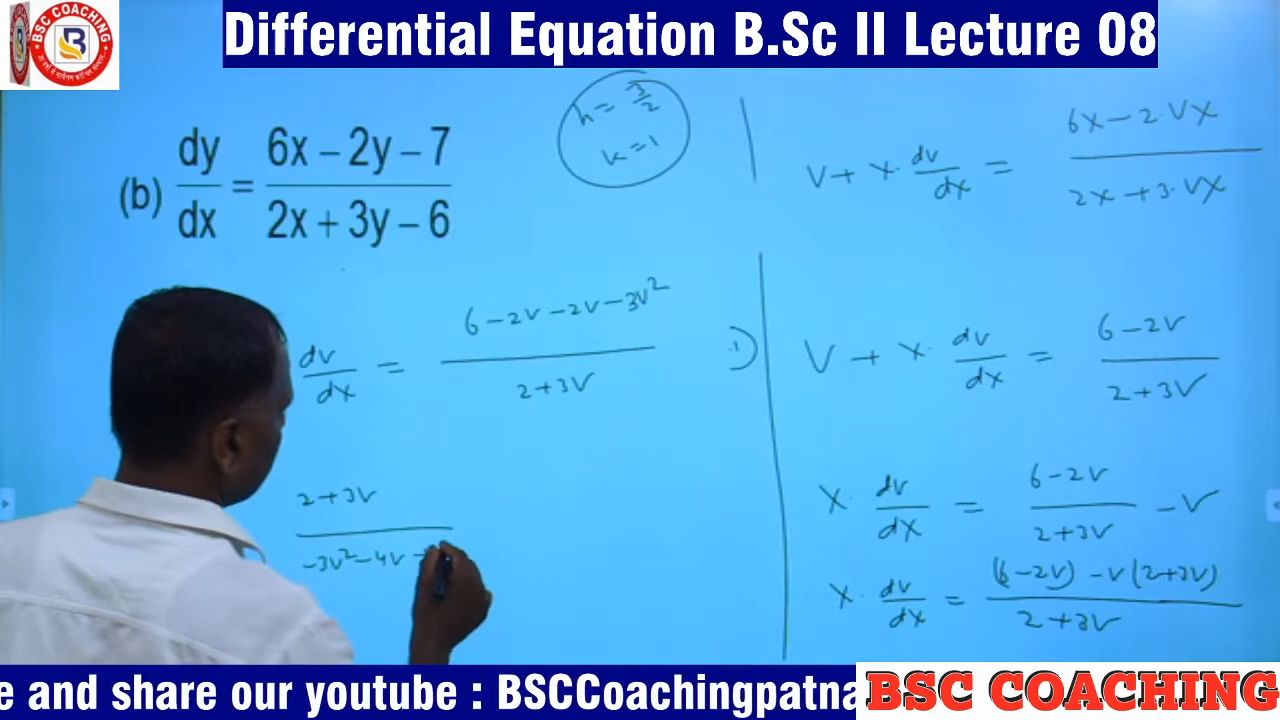 BSC COACHING
Differential Equation B.Sc II Lecture 08
(b) dy/dx = (6x – 2y – 7)/(2x + 3y – 6)
h = 3/2
k = 1
dv/dx = (6 – 2v – 2v – 3v²)/(2 + 3v)
2 + 3v
–3v² – 4v
V + x· dv/dx = (6x – 2·Vx)/(2x + 3·Vx)
1)
V + x· dv/dx = (6 – 2v)/(2 + 3v)
x· dv/dx = (6 – 2v)/(2 + 3v) – v
x· dv/dx = ((6 – 2v) – v(2 + 3v))/(2 + 3v)
e and share our youtube : BSCCoachingpatna
BSC COACHING